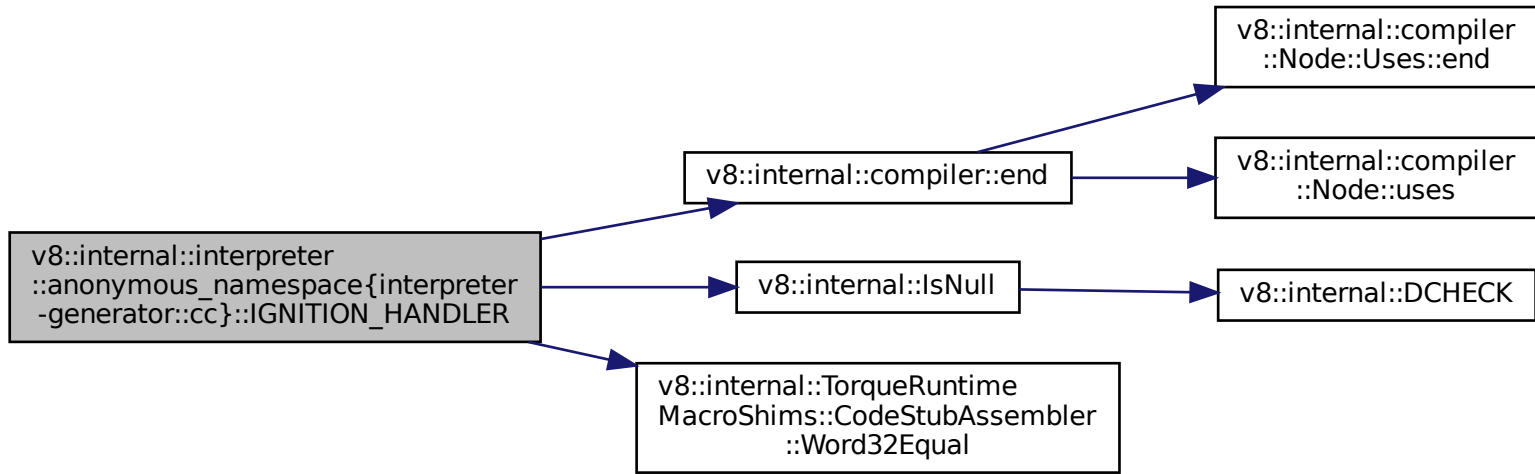 v8::internal::interpreter
::anonymous_namespace{interpreter
-generator::cc}::IGNITION_HANDLER
v8::internal::compiler::end
v8::internal::compiler
::Node::Uses::end
v8::internal::compiler
::Node::uses
v8::internal::IsNull
v8::internal::DCHECK
v8::internal::TorqueRuntime
MacroShims::CodeStubAssembler
::Word32Equal